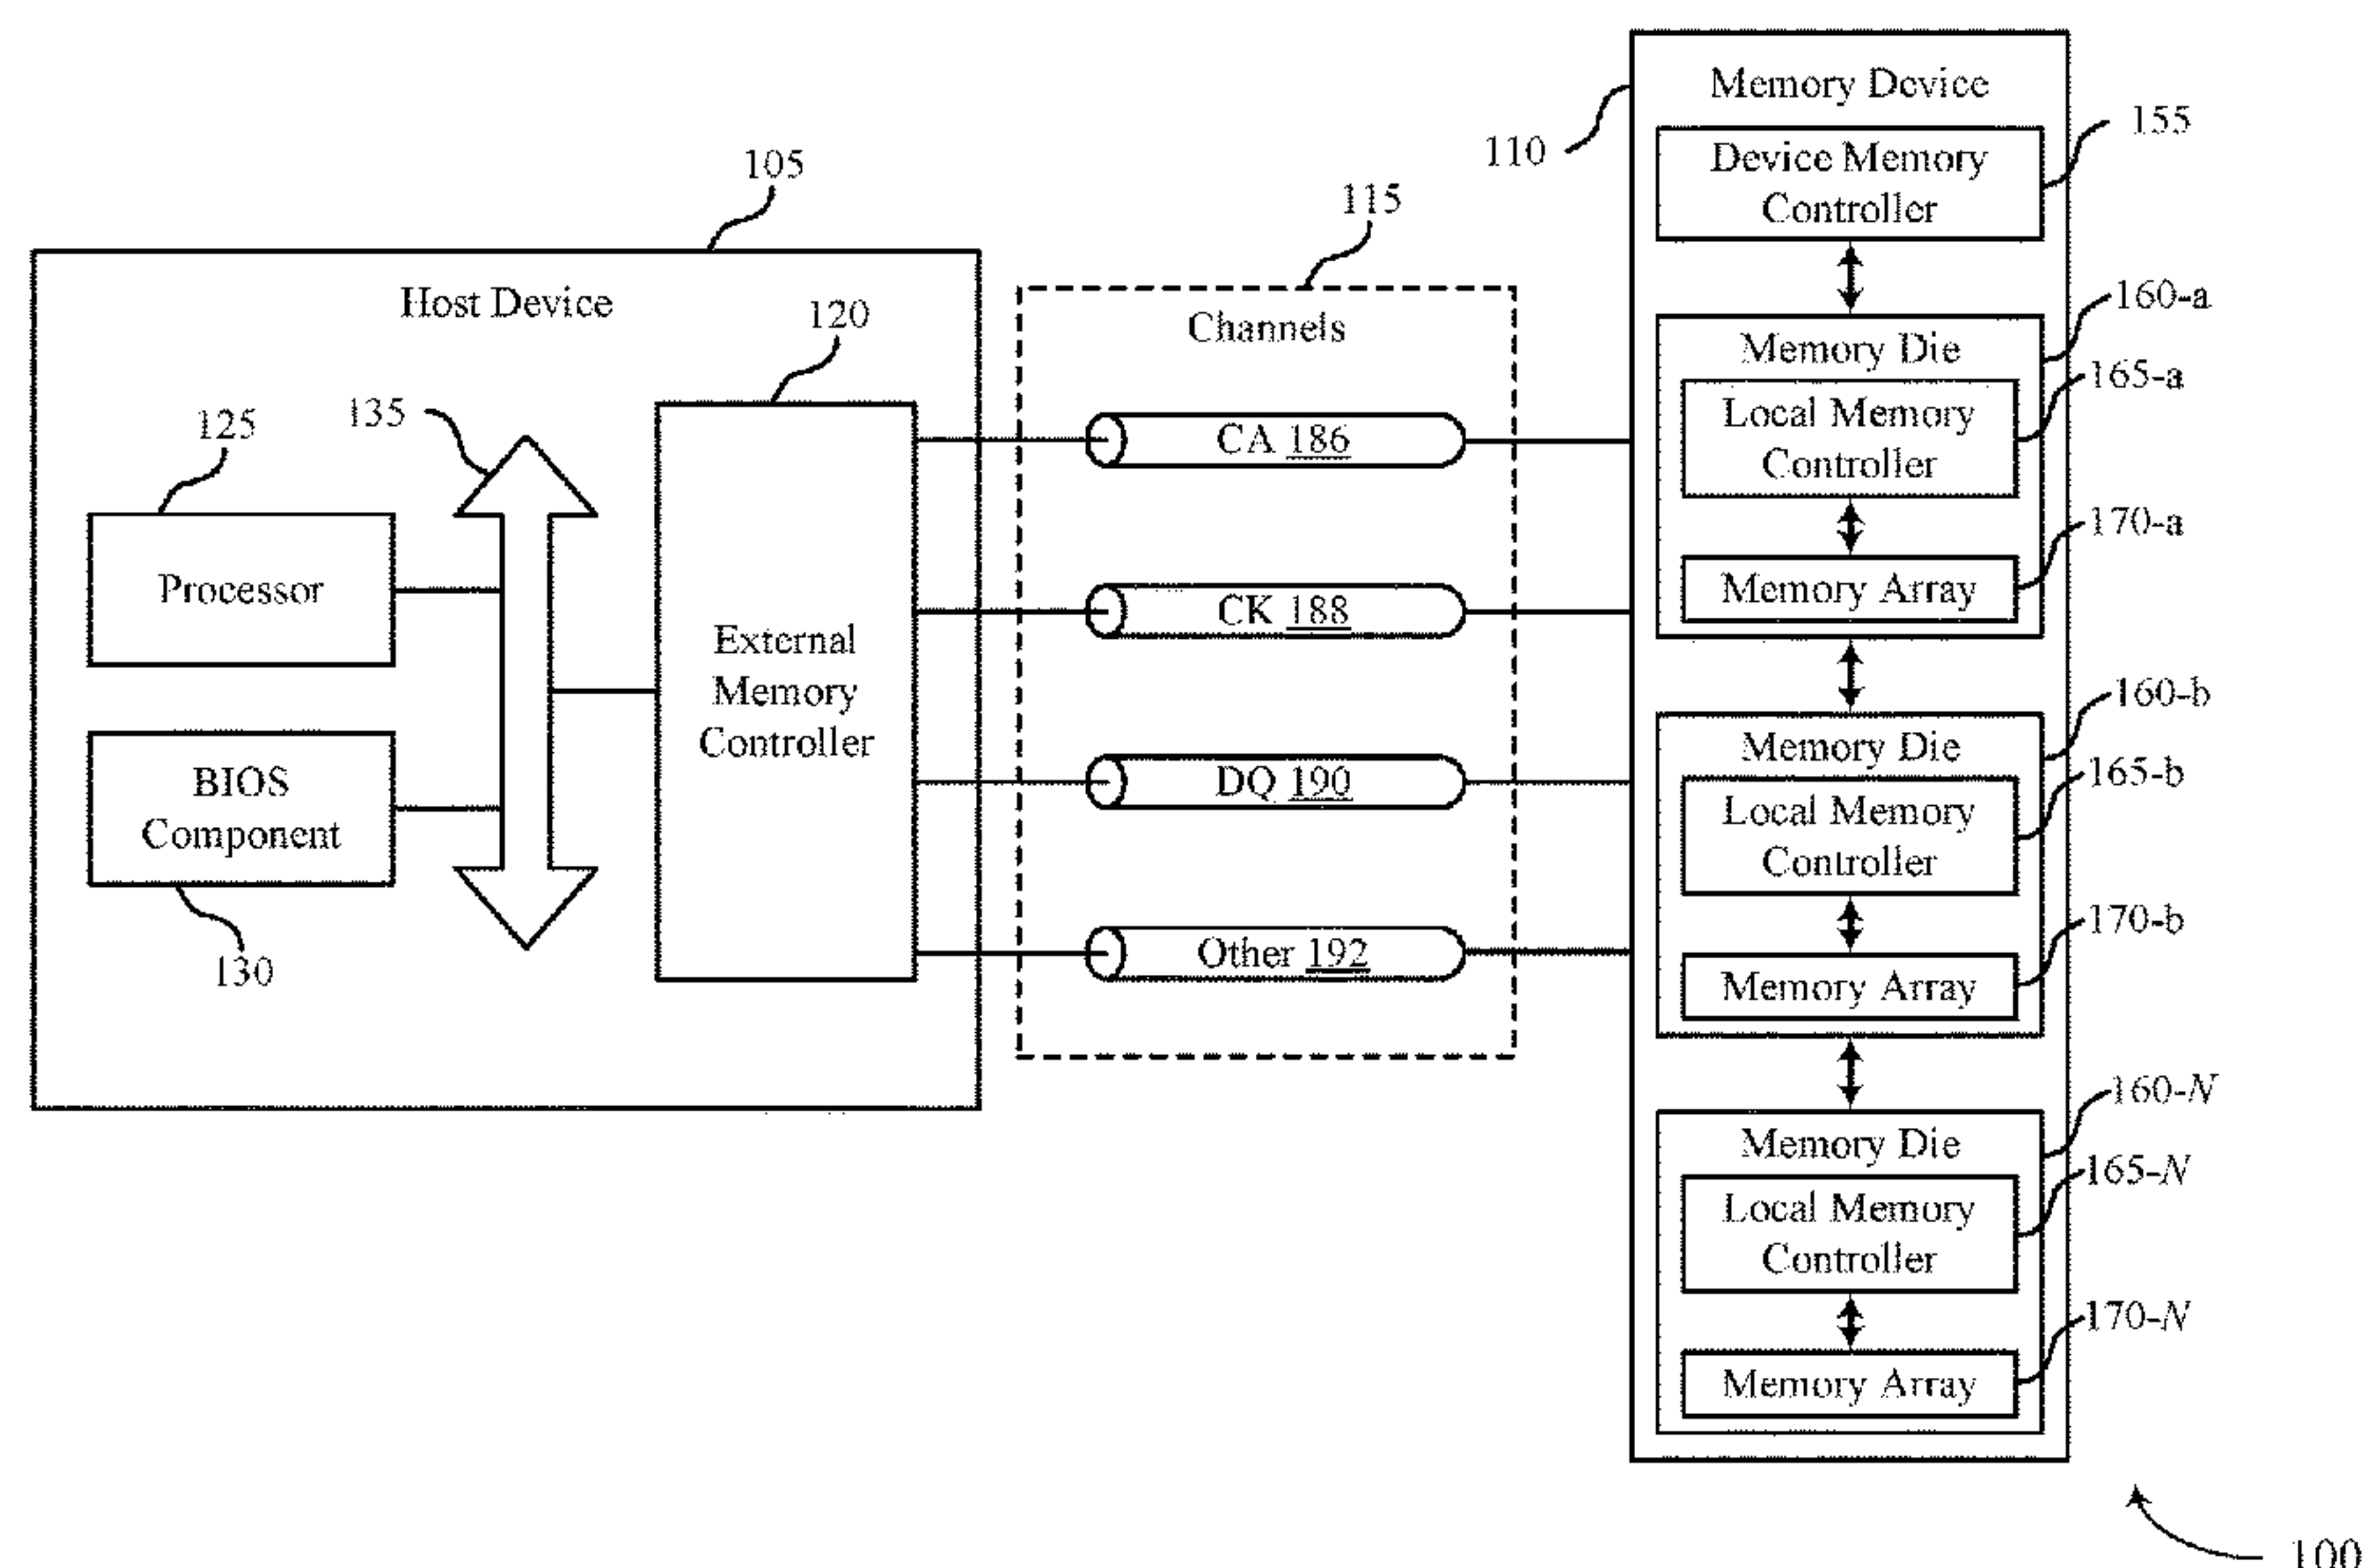 Memory Device
155
Device Memory
Controller
110
105
115
160-a
Host Device
120
Channels
Memory Die
165-a
135
125
CA 186
Local Memory
Controller
170-a
Processor
CK 188
Memory Array
External
Memory
Controller
160-b
Memory Die
165-b
BIOS
Component
DQ 190
Local Memory
Controller
130
Other 192
170-b
Memory Array
160-N
Memory Die
165-N
Local Memory
Controller
170-N
Memory Array
100